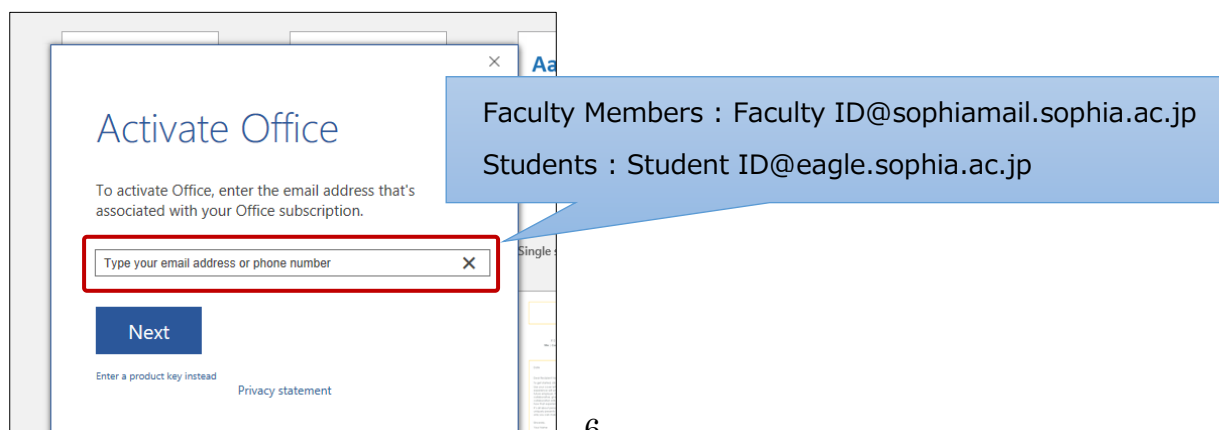 Aa
Faculty Members : Faculty ID@sophiamail.sophia.ac.jp
Students : Student ID@eagle.sophia.ac.jp
Activate Office
To activate Office, enter the email address that's
associated with your Office subscription.
Type your email address or phone number
Single
Next
Enter a product key instead
Privacy statement
6